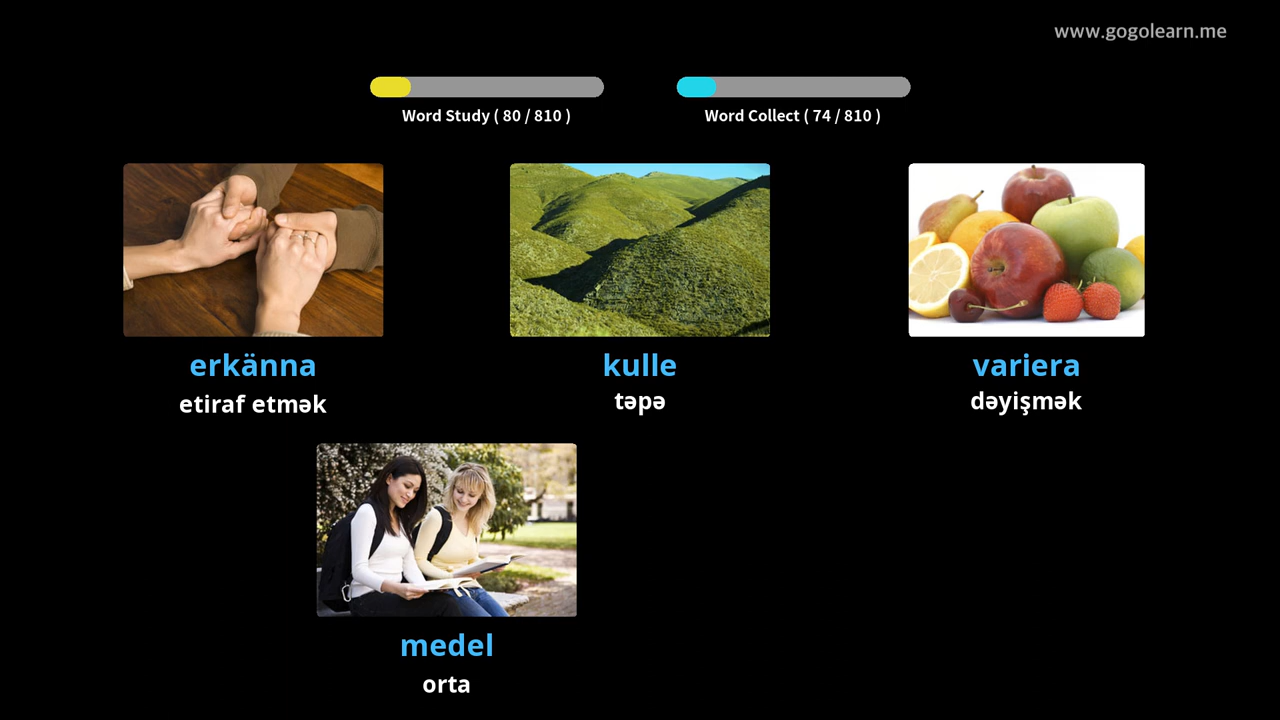 www.gogolearn.me
Word Study ( 80 / 810 )
Word Collect ( 74 / 810 )
erkänna
kulle
variera
etiraf etmək
təpə
dəyişmək
medel
orta